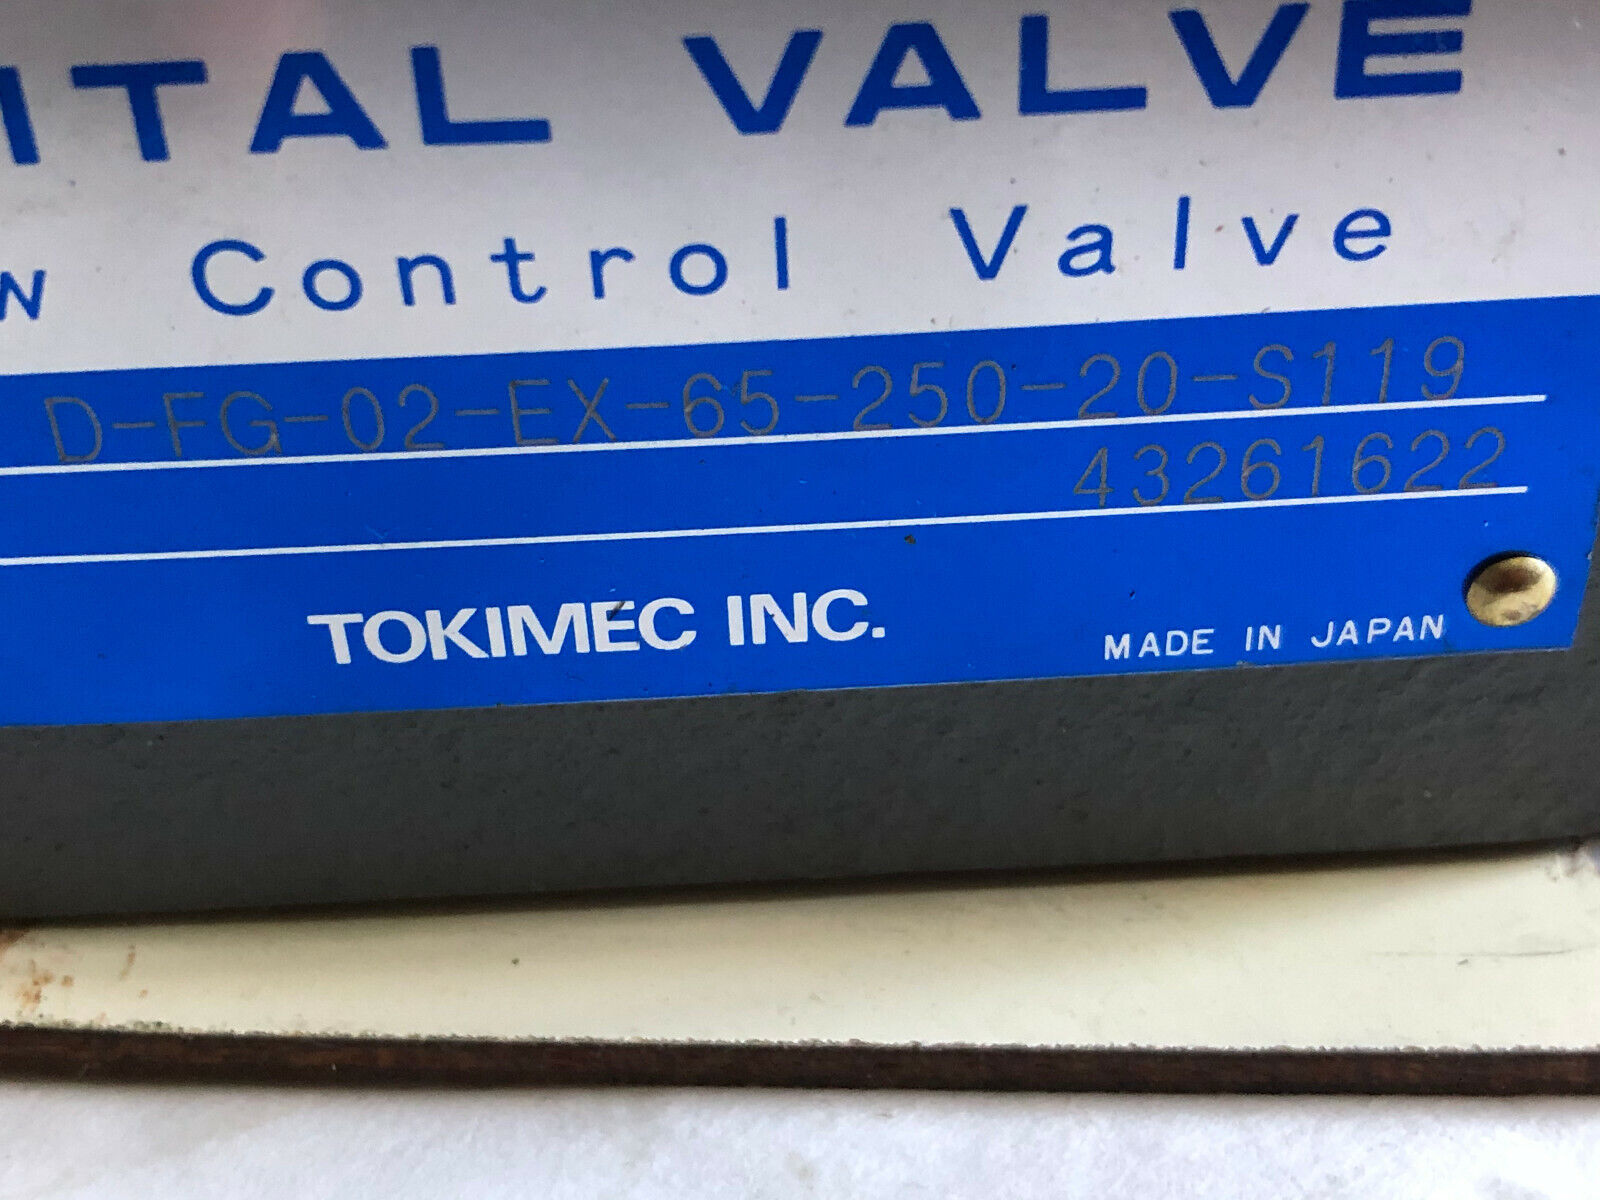 ITAL VALVE
w Control Valve
D-FG-02-EX-65-250-20-S119
43261622
TOKIMEC INC.
MADE IN JAPAN